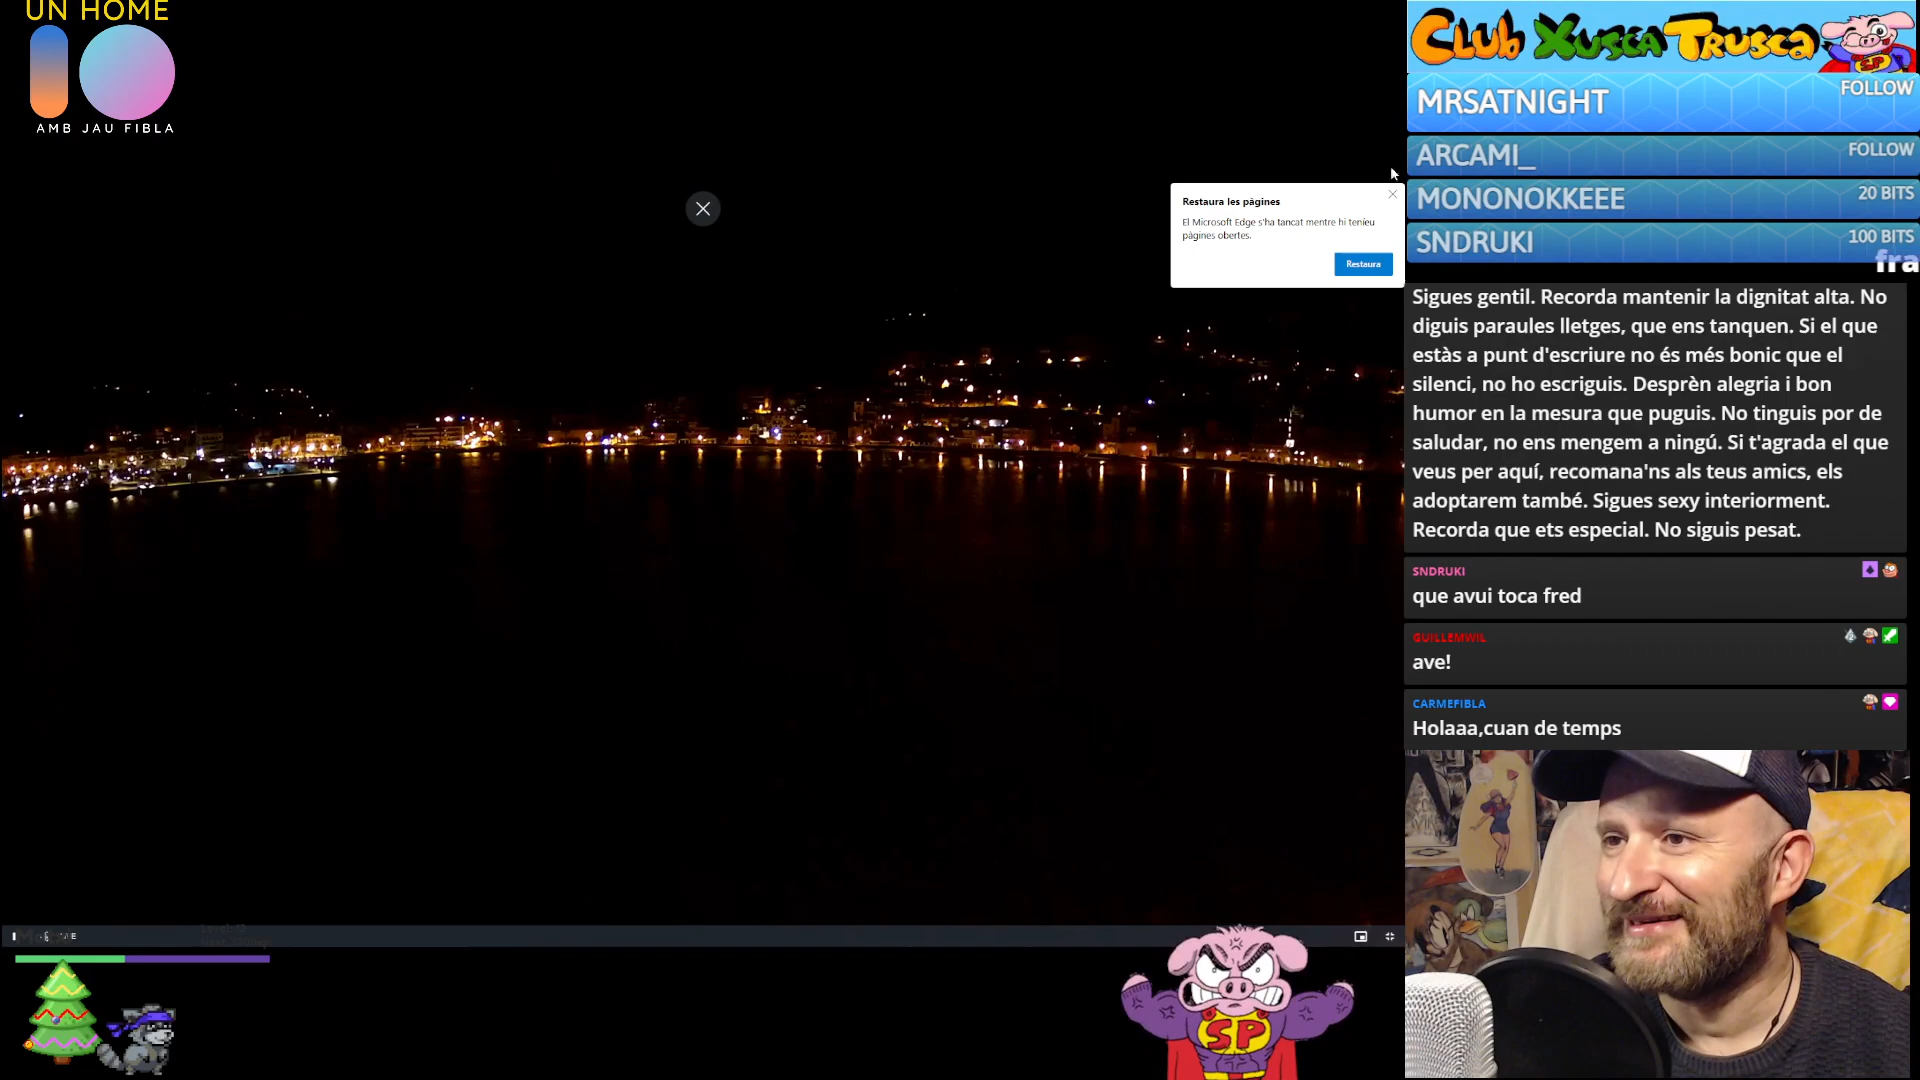 UN HOME
10
AMB JAU FIBLA
Club Xusca Trusca
SP
MRSATNIGHT
FOLLOW
ARCAMI_
FOLLOW
MONONOKKEEE
20 BITS
SNDRUKI
100 BITS
fra
Restaura les pàgines
El Microsoft Edge s'ha tancat mentre hi teníeu
pàgines obertes.
Restaura
Sigues gentil. Recorda mantenir la dignitat alta. No
diguis paraules lletges, que ens tanquen. Si el que
estàs a punt d'escriure no és més bonic que el
silenci, no ho escriguis. Desprèn alegria i bon
humor en la mesura que puguis. No tinguis por de
saludar, no ens mengem a ningú. Si t'agrada el que
veus per aquí, recomana'ns als teus amics, els
adoptarem també. Sigues sexy interiorment.
Recorda que ets especial. No siguis pesat.
SNDRUKI
que avui toca fred
GUILLEMWIL
ave!
CARMEFIBLA
Holaaa,cuan de temps
SP